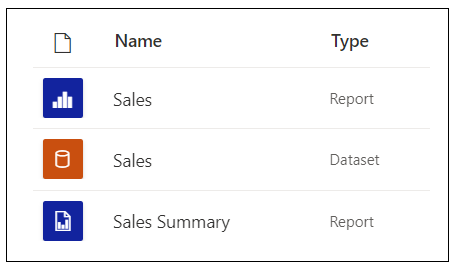 Name Type
Sales Report
Sales Dataset
Sales Summary Report